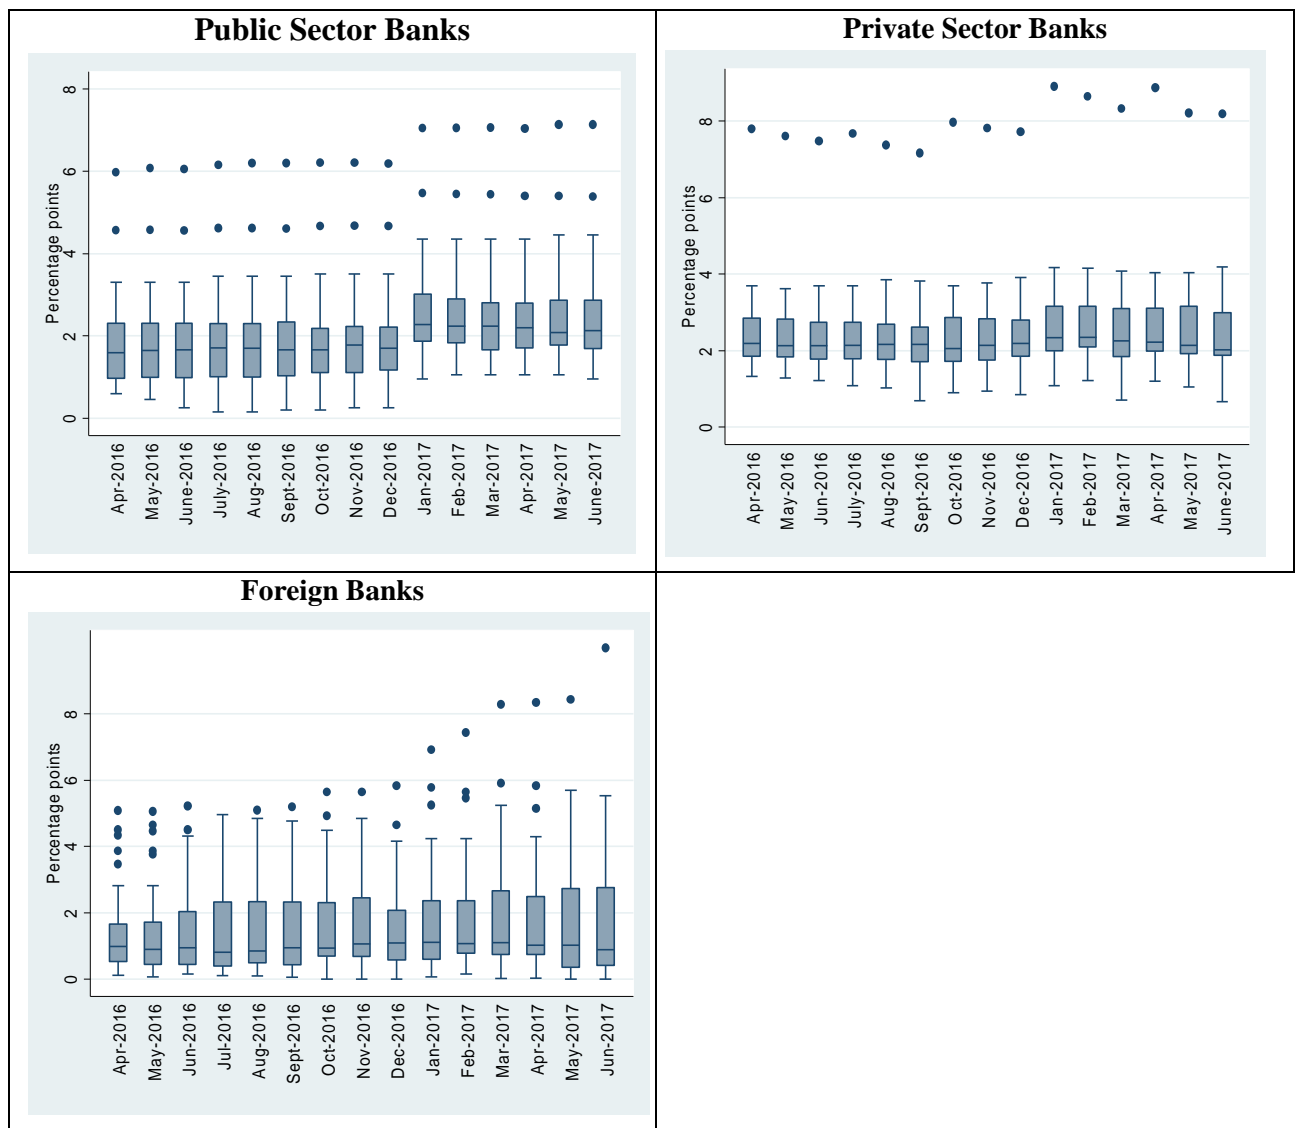 Public Sector Banks
Percentage points
8
6
4
2
0
Apr-2016
May-2016
June-2016
July-2016
Aug-2016
Sept-2016
Oct-2016
Nov-2016
Dec-2016
Jan-2017
Feb-2017
Mar-2017
Apr-2017
May-2017
June-2017
Private Sector Banks
Percentage points
8
6
4
2
0
Apr-2016
May-2016
Jun-2016
July-2016
Aug-2016
Sept-2016
Oct-2016
Nov-2016
Dec-2016
Jan-2017
Feb-2017
Mar-2017
Apr-2017
May-2017
June-2017
Foreign Banks
Percentage points
8
6
4
2
0
Apr-2016
May-2016
Jun-2016
Jul-2016
Aug-2016
Sept-2016
Oct-2016
Nov-2016
Dec-2016
Jan-2017
Feb-2017
Mar-2017
Apr-2017
May-2017
Jun-2017